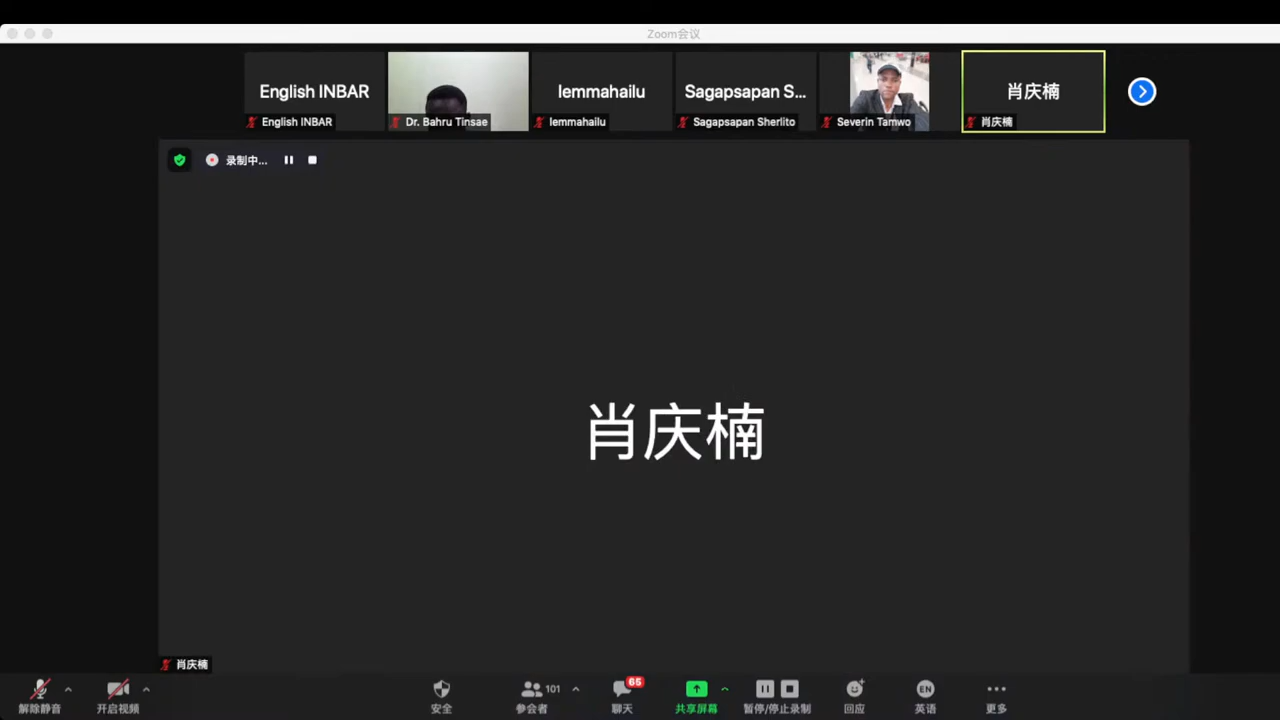 Zoom会议
English INBAR
lemmahailu
Sagapsapan S...
肖庆楠
English INBAR
Dr. Bahru Tinsae
lemmahailu
Sagapsapan Sherlito
Severin Tamwo
肖庆楠
录制中...
肖庆楠
肖庆楠
101
65
EN
解除静音
开启视频
安全
参会者
聊天
共享屏幕
暂停/停止录制
回应
英语
更多